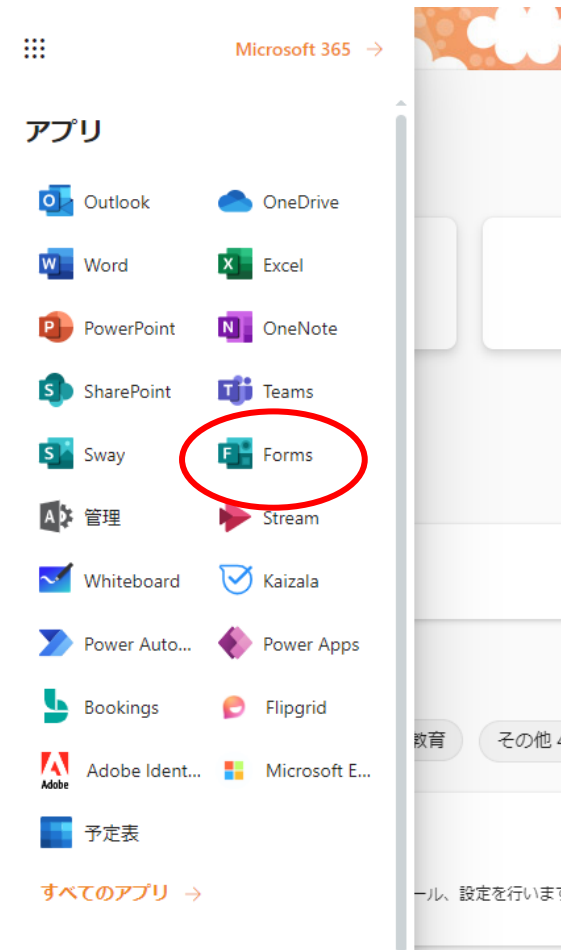 Microsoft 365 →
アプリ
Outlook
OneDrive
Word
Excel
PowerPoint
OneNote
SharePoint
Teams
Sway
Forms
管理
Stream
Whiteboard
Kaizala
Power Auto...
Power Apps
Bookings
Flipgrid
Adobe
Adobe Ident...
Microsoft E...
予定表
すべてのアプリ →
教育
その他 4
ール、設定を行います